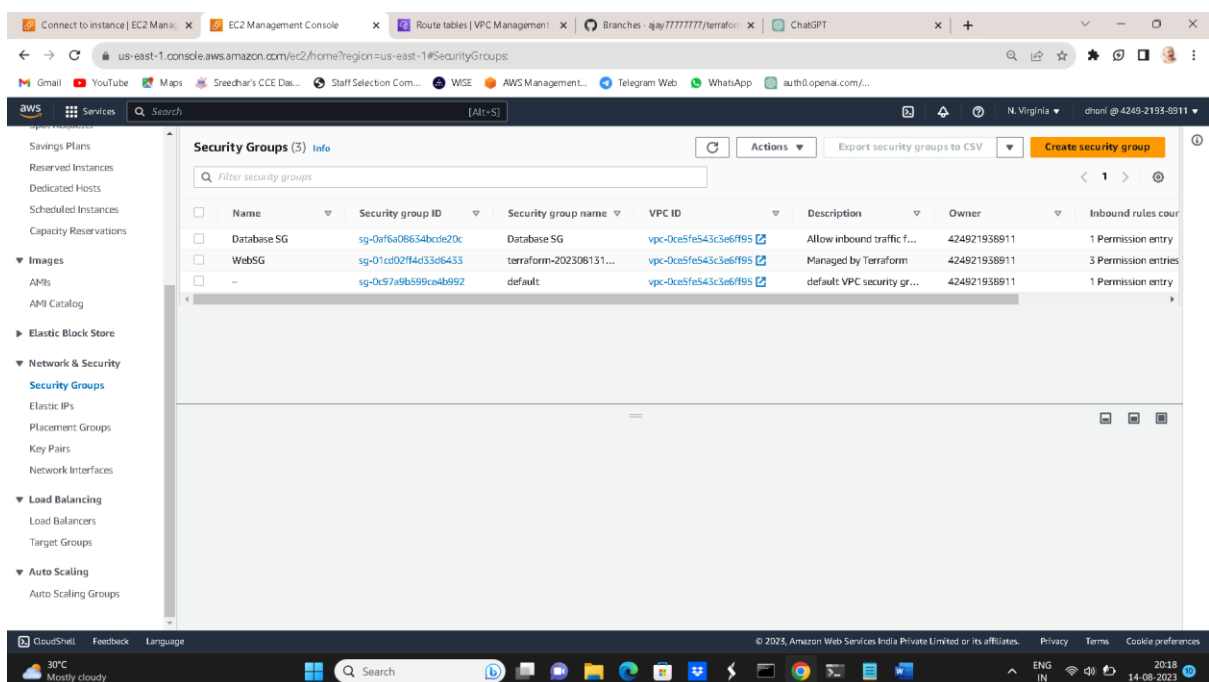 Connect to instance | EC2 Manag
EC2 Management Console
Route tables | VPC Management
Branches · ajay77777777/terraform
ChatGPT
us-east-1.console.aws.amazon.com/ec2/home?region=us-east-1#SecurityGroups:
Gmail YouTube Maps Sreedhar's CCE Das... Staff Selection Com... WISE AWS Management... Telegram Web WhatsApp auth0.openai.com/...
aws Services Search [Alt+S] N. Virginia dhoni @ 4249-2193-8911
Spot Requests
Savings Plans
Reserved Instances
Dedicated Hosts
Scheduled Instances
Capacity Reservations
Images
AMIs
AMI Catalog
Elastic Block Store
Network & Security
Security Groups
Elastic IPs
Placement Groups
Key Pairs
Network Interfaces
Load Balancing
Load Balancers
Target Groups
Auto Scaling
Auto Scaling Groups
Security Groups (3) Info Actions Export security groups to CSV Create security group
Filter security groups 1
Name Security group ID Security group name VPC ID Description Owner Inbound rules cour
Database SG sg-0af6a08634bcde20c Database SG vpc-0ce5fe543c3e6ff95 Allow inbound traffic f... 424921938911 1 Permission entry
WebSG sg-01cd02ff4d33d6433 terraform-202308131... vpc-0ce5fe543c3e6ff95 Managed by Terraform 424921938911 3 Permission entries
– sg-0c97a9b599ce4b992 default vpc-0ce5fe543c3e6ff95 default VPC security gr... 424921938911 1 Permission entry
CloudShell Feedback Language © 2023, Amazon Web Services India Private Limited or its affiliates. Privacy Terms Cookie preferences
30°C
Mostly cloudy
Search
ENG
IN
20:18
14-08-2023
10